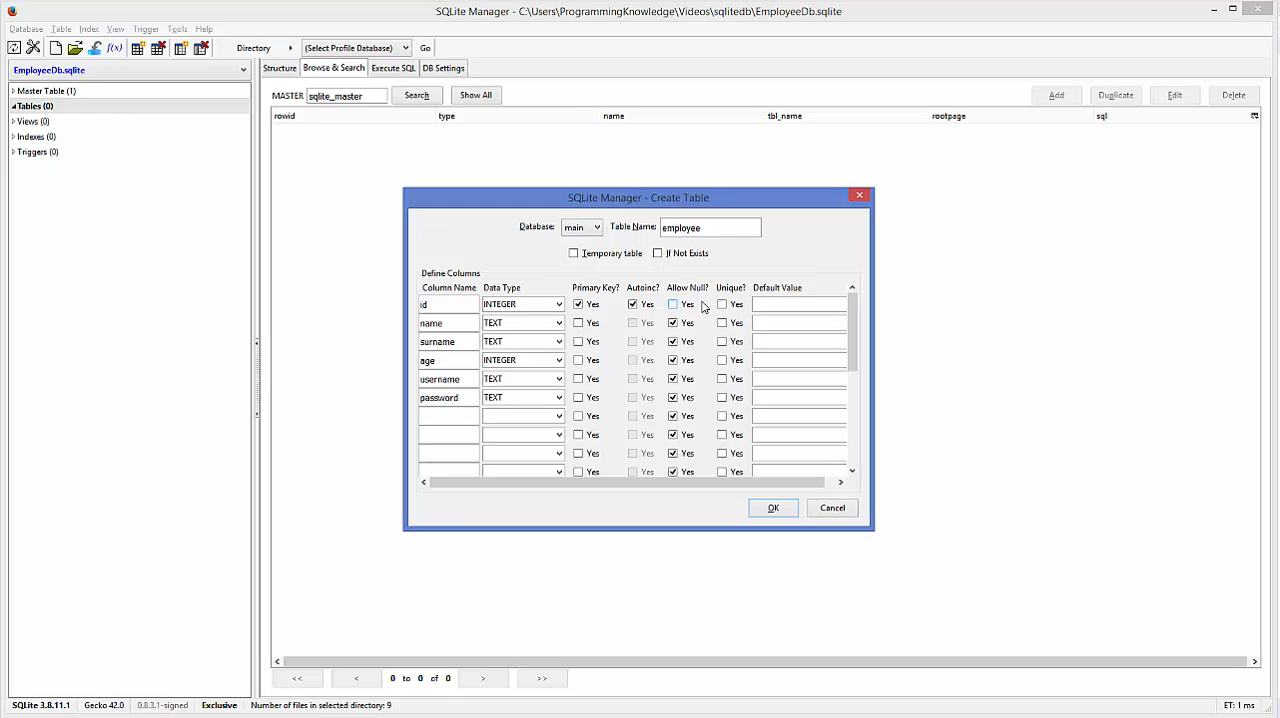 SQLite Manager - C:\Users\ProgrammingKnowledge\Videos\sqlitedb\EmployeeDb.sqlite
Database Table Index View Trigger Tools Help
f(x) Directory (Select Profile Database) Go
EmployeeDb.sqlite
Structure Browse & Search Execute SQL DB Settings
Master Table (1)
Tables (0)
Views (0)
Indexes (0)
Triggers (0)
MASTER sqlite_master Search Show All Add Duplicate Edit Delete
rowid type name tbl_name rootpage sql
SQLite Manager - Create Table
Database: main Table Name: employee
Temporary table If Not Exists
Define Columns
Column Name Data Type Primary Key? Autoinc? Allow Null? Unique? Default Value
id INTEGER Yes Yes Yes Yes
name TEXT Yes Yes Yes Yes
surname TEXT Yes Yes Yes Yes
age INTEGER Yes Yes Yes Yes
username TEXT Yes Yes Yes Yes
password TEXT Yes Yes Yes Yes
Yes Yes Yes Yes
Yes Yes Yes Yes
Yes Yes Yes Yes
Yes Yes Yes Yes
OK Cancel
<< < 0 to 0 of 0 > >>
SQLite 3.8.11.1 Gecko 42.0 0.8.3.1-signed Exclusive Number of files in selected directory: 9 ET: 1 ms